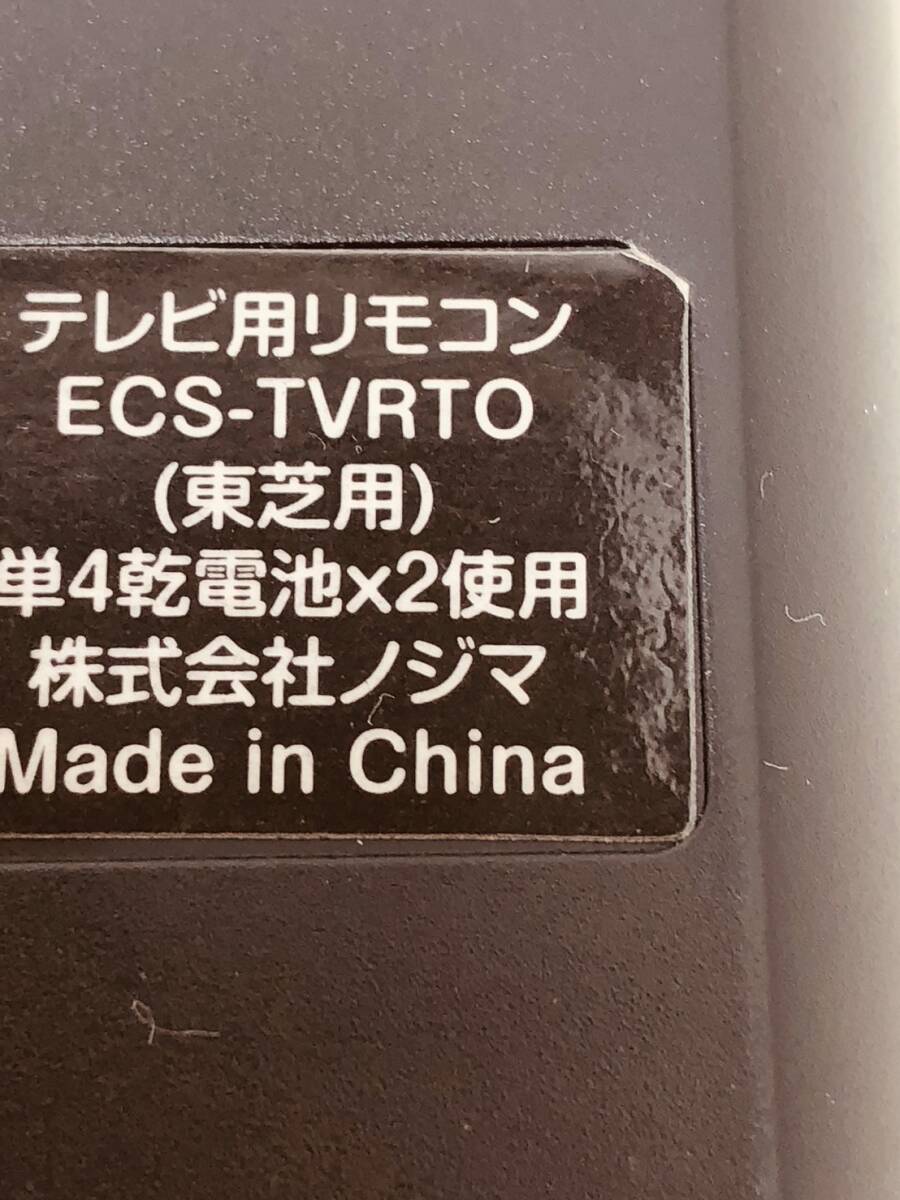 テレビ用リモコン
ECS-TVRTO
(東芝用)
単4乾電池x2使用
株式会社ノジマ
Made in China